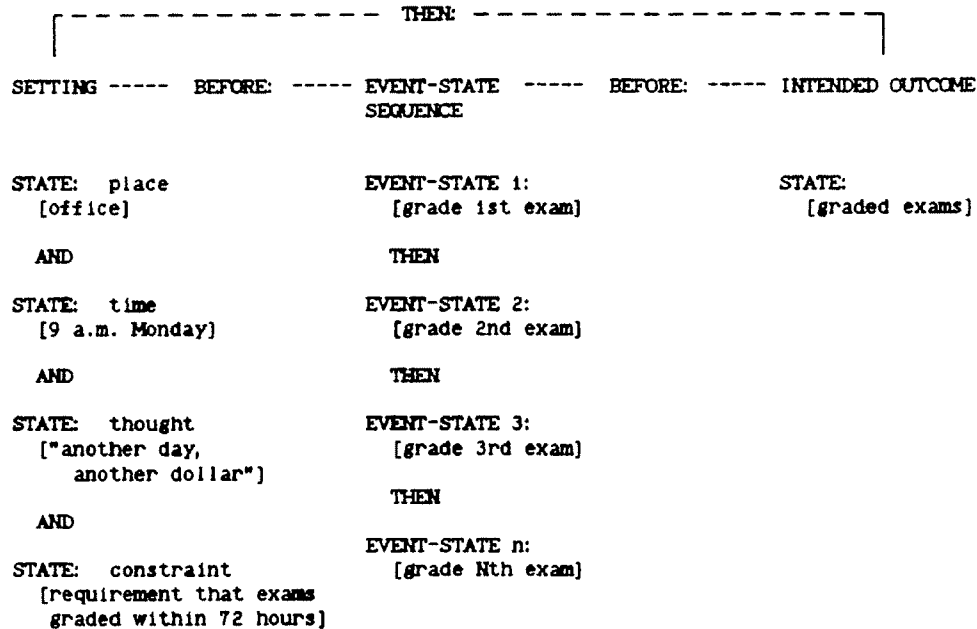 THEN:
SETTING ----- BEFORE: ----- EVENT-STATE ----- BEFORE: ----- INTENDED OUTCOME
SEQUENCE
STATE: place
[office]
AND
STATE: time
[9 a.m. Monday]
AND
STATE: thought
["another day,
another dollar"]
AND
STATE: constraint
[requirement that exams
graded within 72 hours]
EVENT-STATE 1:
[grade 1st exam]
THEN
EVENT-STATE 2:
[grade 2nd exam]
THEN
EVENT-STATE 3:
[grade 3rd exam]
THEN
EVENT-STATE n:
[grade Nth exam]
STATE:
[graded exams]